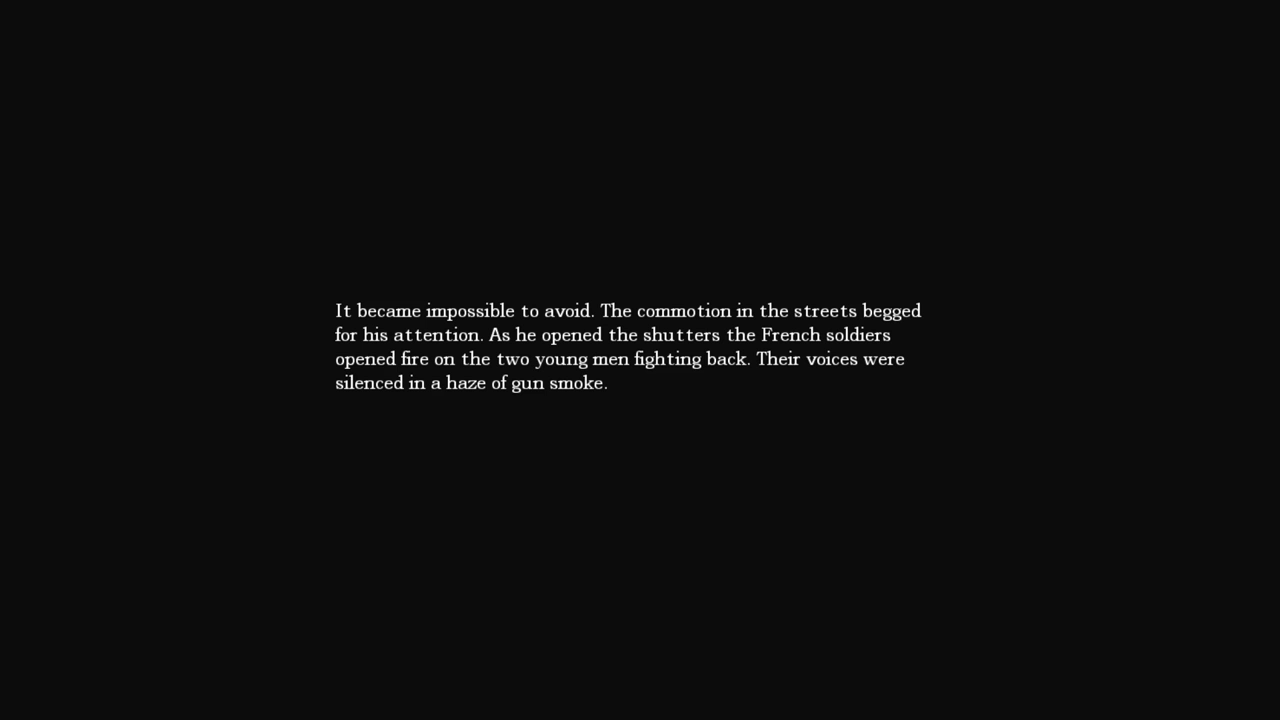 It became impossible to avoid. The commotion in the streets begged
for his attention. As he opened the shutters the French soldiers
opened fire on the two young men fighting back. Their voices were
silenced in a haze of gun smoke.